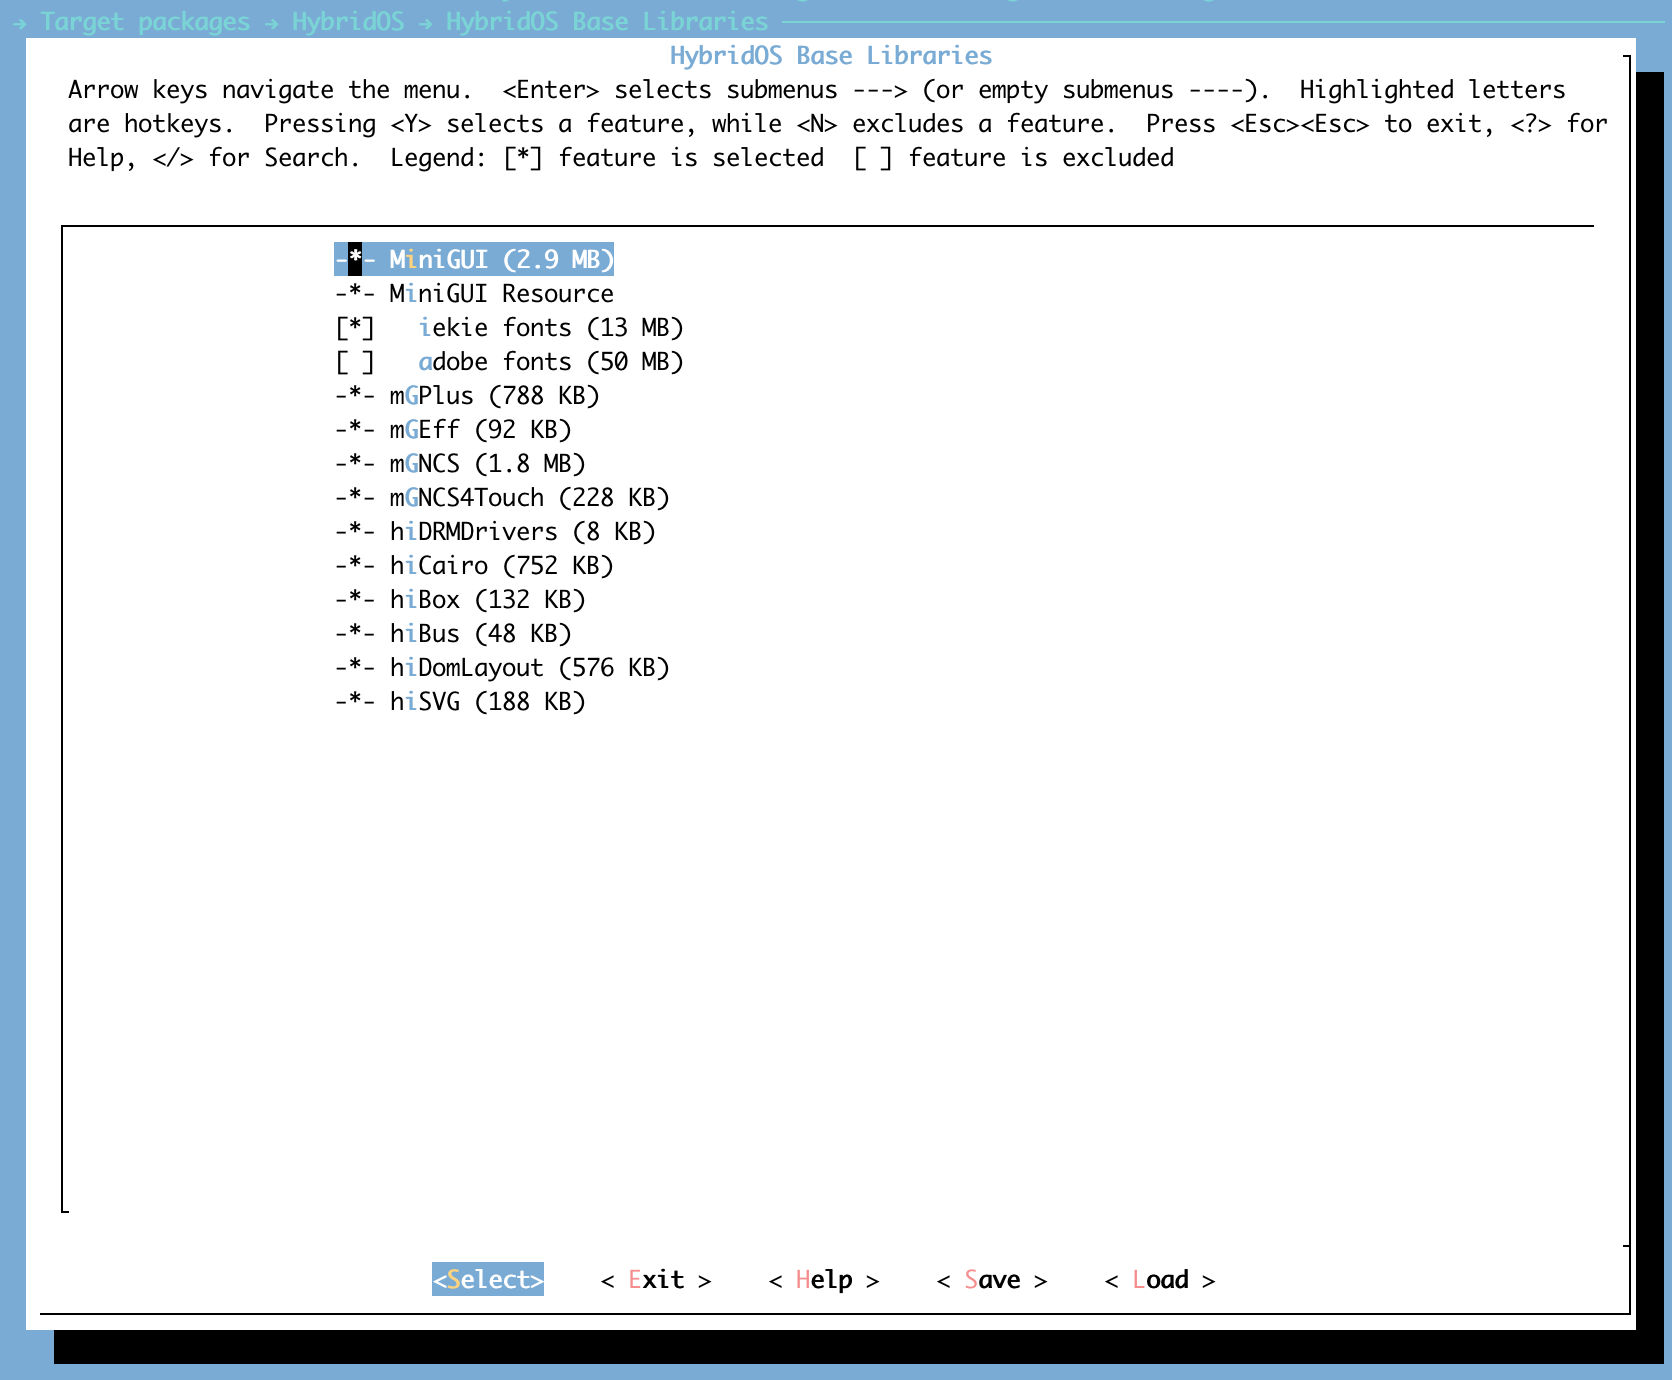 → Target packages → HybridOS → HybridOS Base Libraries
HybridOS Base Libraries
Arrow keys navigate the menu.  <Enter> selects submenus ---> (or empty submenus ----).  Highlighted letters
are hotkeys.  Pressing <Y> selects a feature, while <N> excludes a feature.  Press <Esc><Esc> to exit, <?> for
Help, </> for Search.  Legend: [*] feature is selected  [ ] feature is excluded
-*- MiniGUI (2.9 MB)
-*- MiniGUI Resource
[*]   iekie fonts (13 MB)
[ ]   adobe fonts (50 MB)
-*- mGPlus (788 KB)
-*- mGEff (92 KB)
-*- mGNCS (1.8 MB)
-*- mGNCS4Touch (228 KB)
-*- hiDRMDrivers (8 KB)
-*- hiCairo (752 KB)
-*- hiBox (132 KB)
-*- hiBus (48 KB)
-*- hiDomLayout (576 KB)
-*- hiSVG (188 KB)
<Select>    < Exit >    < Help >    < Save >    < Load >